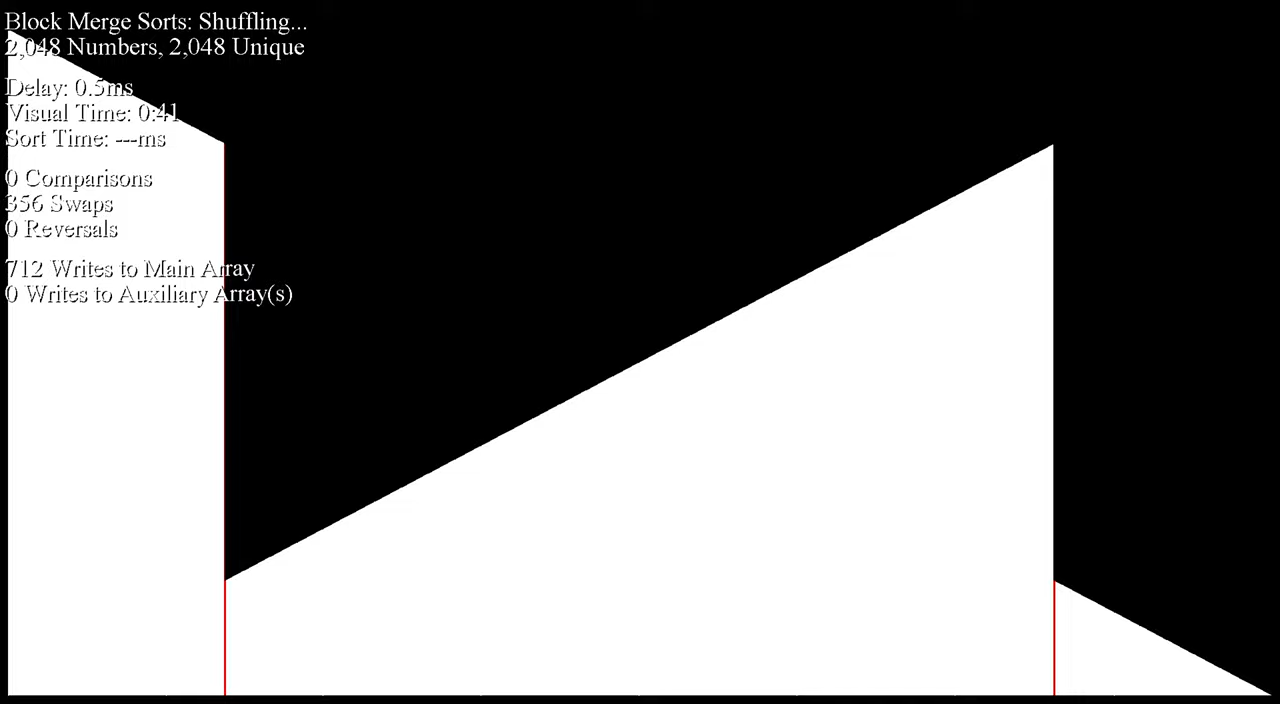 Block Merge Sorts: Shuffling...
2,048 Numbers, 2,048 Unique
Delay: 0.5ms
Visual Time: 0:41
Sort Time: ---ms
0 Comparisons
356 Swaps
0 Reversals
712 Writes to Main Array
0 Writes to Auxiliary Array(s)